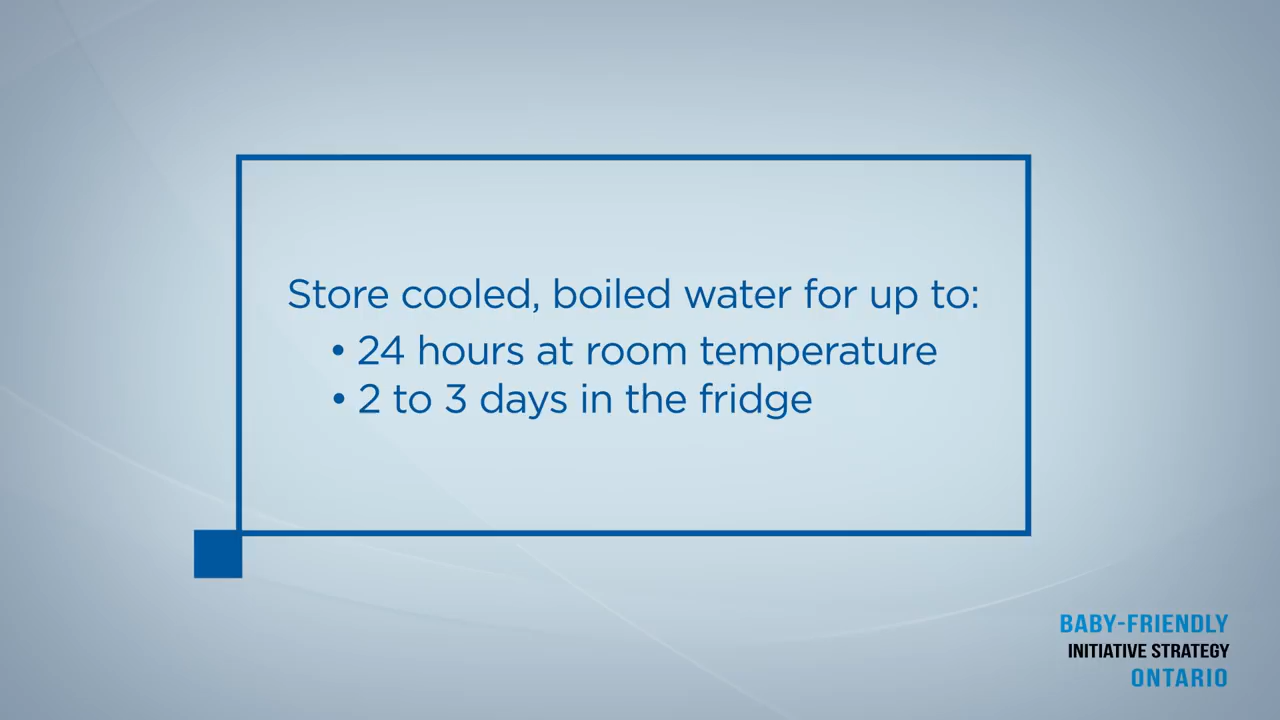 Store cooled, boiled water for up to:
• 24 hours at room temperature
• 2 to 3 days in the fridge
BABY-FRIENDLY
INITIATIVE STRATEGY
ONTARIO